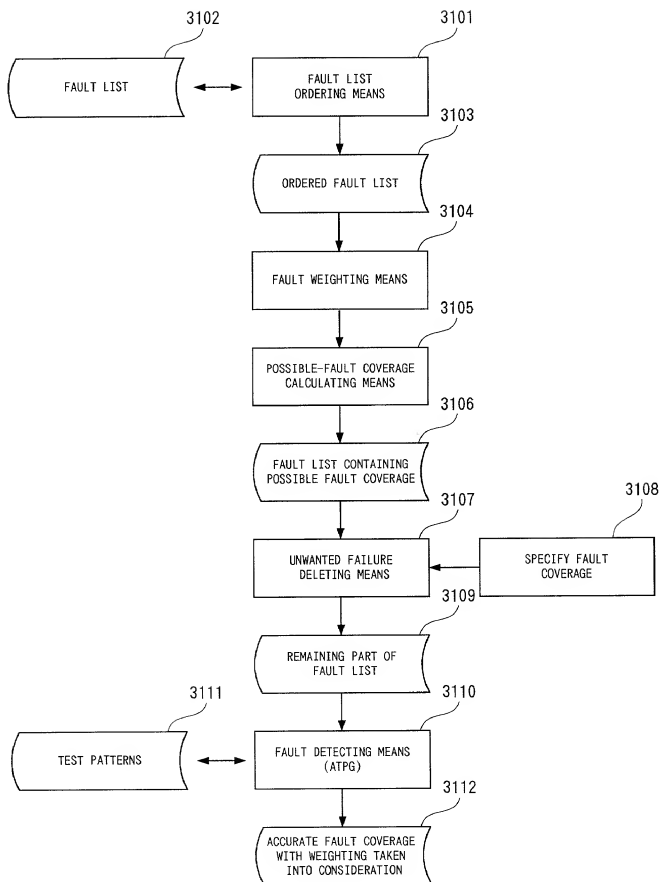 3102
3101
FAULT LIST
FAULT LIST
ORDERING MEANS
3103
ORDERED FAULT LIST
3104
FAULT WEIGHTING MEANS
3105
POSSIBLE-FAULT COVERAGE
CALCULATING MEANS
3106
FAULT LIST CONTAINING
POSSIBLE FAULT COVERAGE
3107
3108
UNWANTED FAILURE
DELETING MEANS
SPECIFY FAULT
COVERAGE
3109
REMAINING PART OF
FAULT LIST
3111
3110
TEST PATTERNS
FAULT DETECTING MEANS
(ATPG)
3112
ACCURATE FAULT COVERAGE
WITH WEIGHTING TAKEN
INTO CONSIDERATION